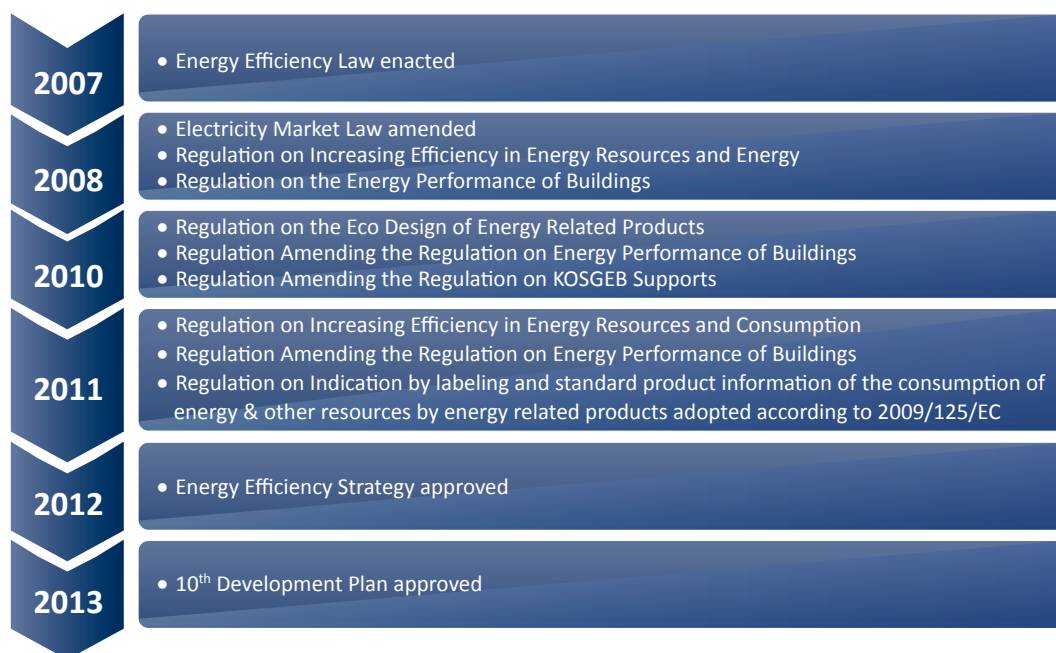 2007
• Energy Efficiency Law enacted
2008
• Electricity Market Law amended
• Regulation on Increasing Efficiency in Energy Resources and Energy
• Regulation on the Energy Performance of Buildings
2010
• Regulation on the Eco Design of Energy Related Products
• Regulation Amending the Regulation on Energy Performance of Buildings
• Regulation Amending the Regulation on KOSGEB Supports
2011
• Regulation on Increasing Efficiency in Energy Resources and Consumption
• Regulation Amending the Regulation on Energy Performance of Buildings
• Regulation on Indication by labeling and standard product information of the consumption of
energy & other resources by energy related products adopted according to 2009/125/EC
2012
• Energy Efficiency Strategy approved
2013
• 10th Development Plan approved